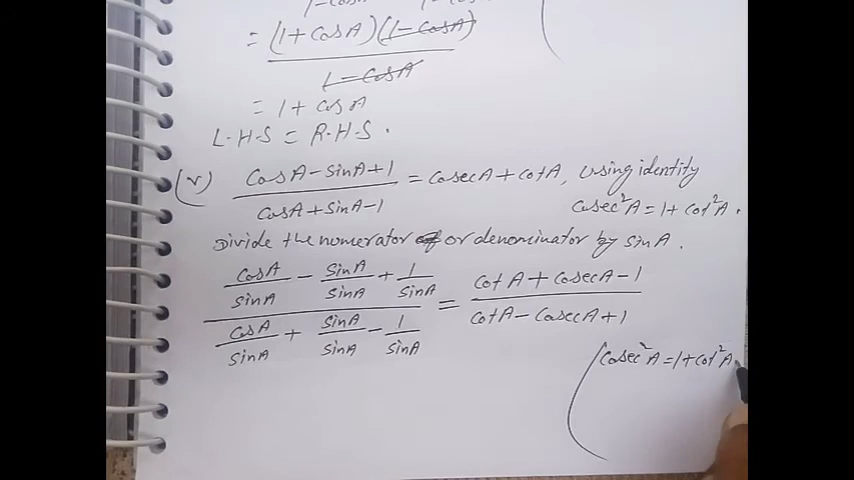 = (1+cosA)(1-cosA)
1-cosA
= 1+ cosA
L.H.S = R.H.S.
(v) cosA-sinA+1 / cosA+sinA-1 = cosecA+cotA, using identity
cosec²A=1+cot²A.
Divide the numerator or denominator by sinA.
cosA/sinA - sinA/sinA + 1/sinA = cotA+cosecA-1
cosA/sinA + sinA/sinA - 1/sinA cotA-cosecA+1
cosec²A=1+cot²A